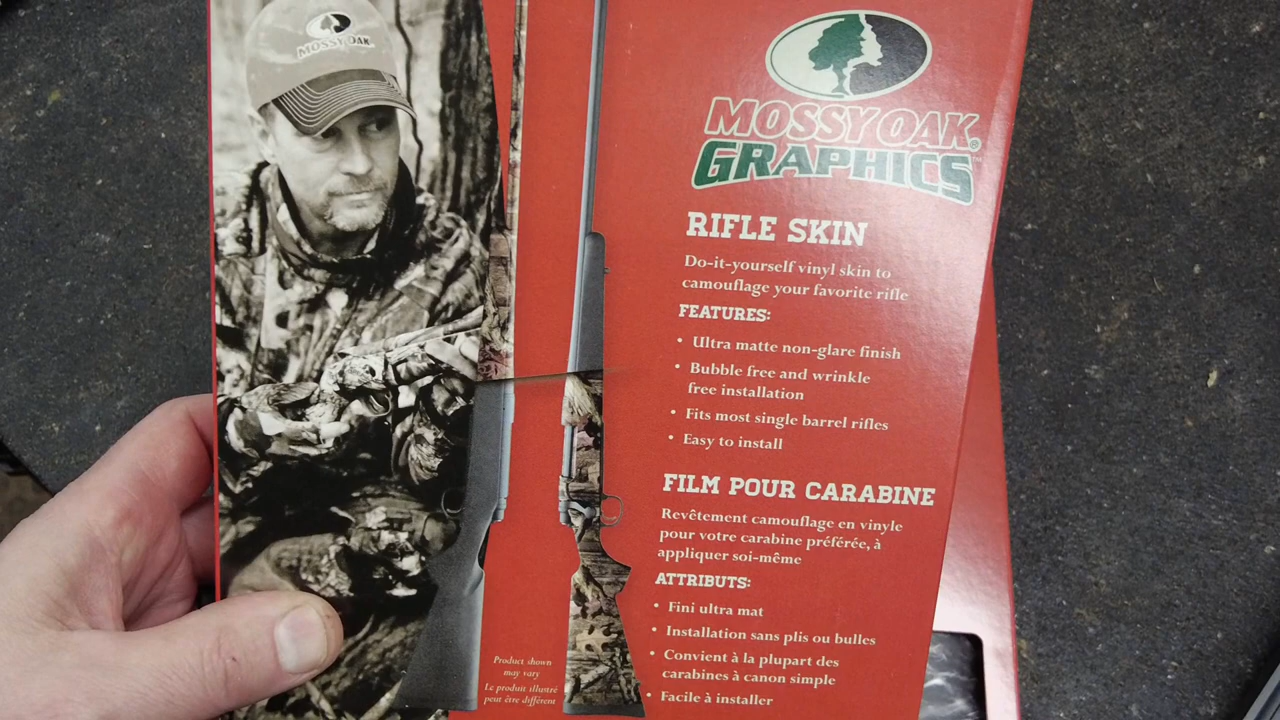 MOSSY OAK
MOSSY OAK®
GRAPHICS™
RIFLE SKIN
Do-it-yourself vinyl skin to
camouflage your favorite rifle
FEATURES:
• Ultra matte non-glare finish
• Bubble free and wrinkle
free installation
• Fits most single barrel rifles
• Easy to install
FILM POUR CARABINE
Revêtement camouflage en vinyle
pour votre carabine préférée, à
appliquer soi-même
ATTRIBUTS:
• Fini ultra mat
• Installation sans plis ou bulles
• Convient à la plupart des
carabines à canon simple
• Facile à installer
Product shown
may vary
Le produit illustré
peut être différent